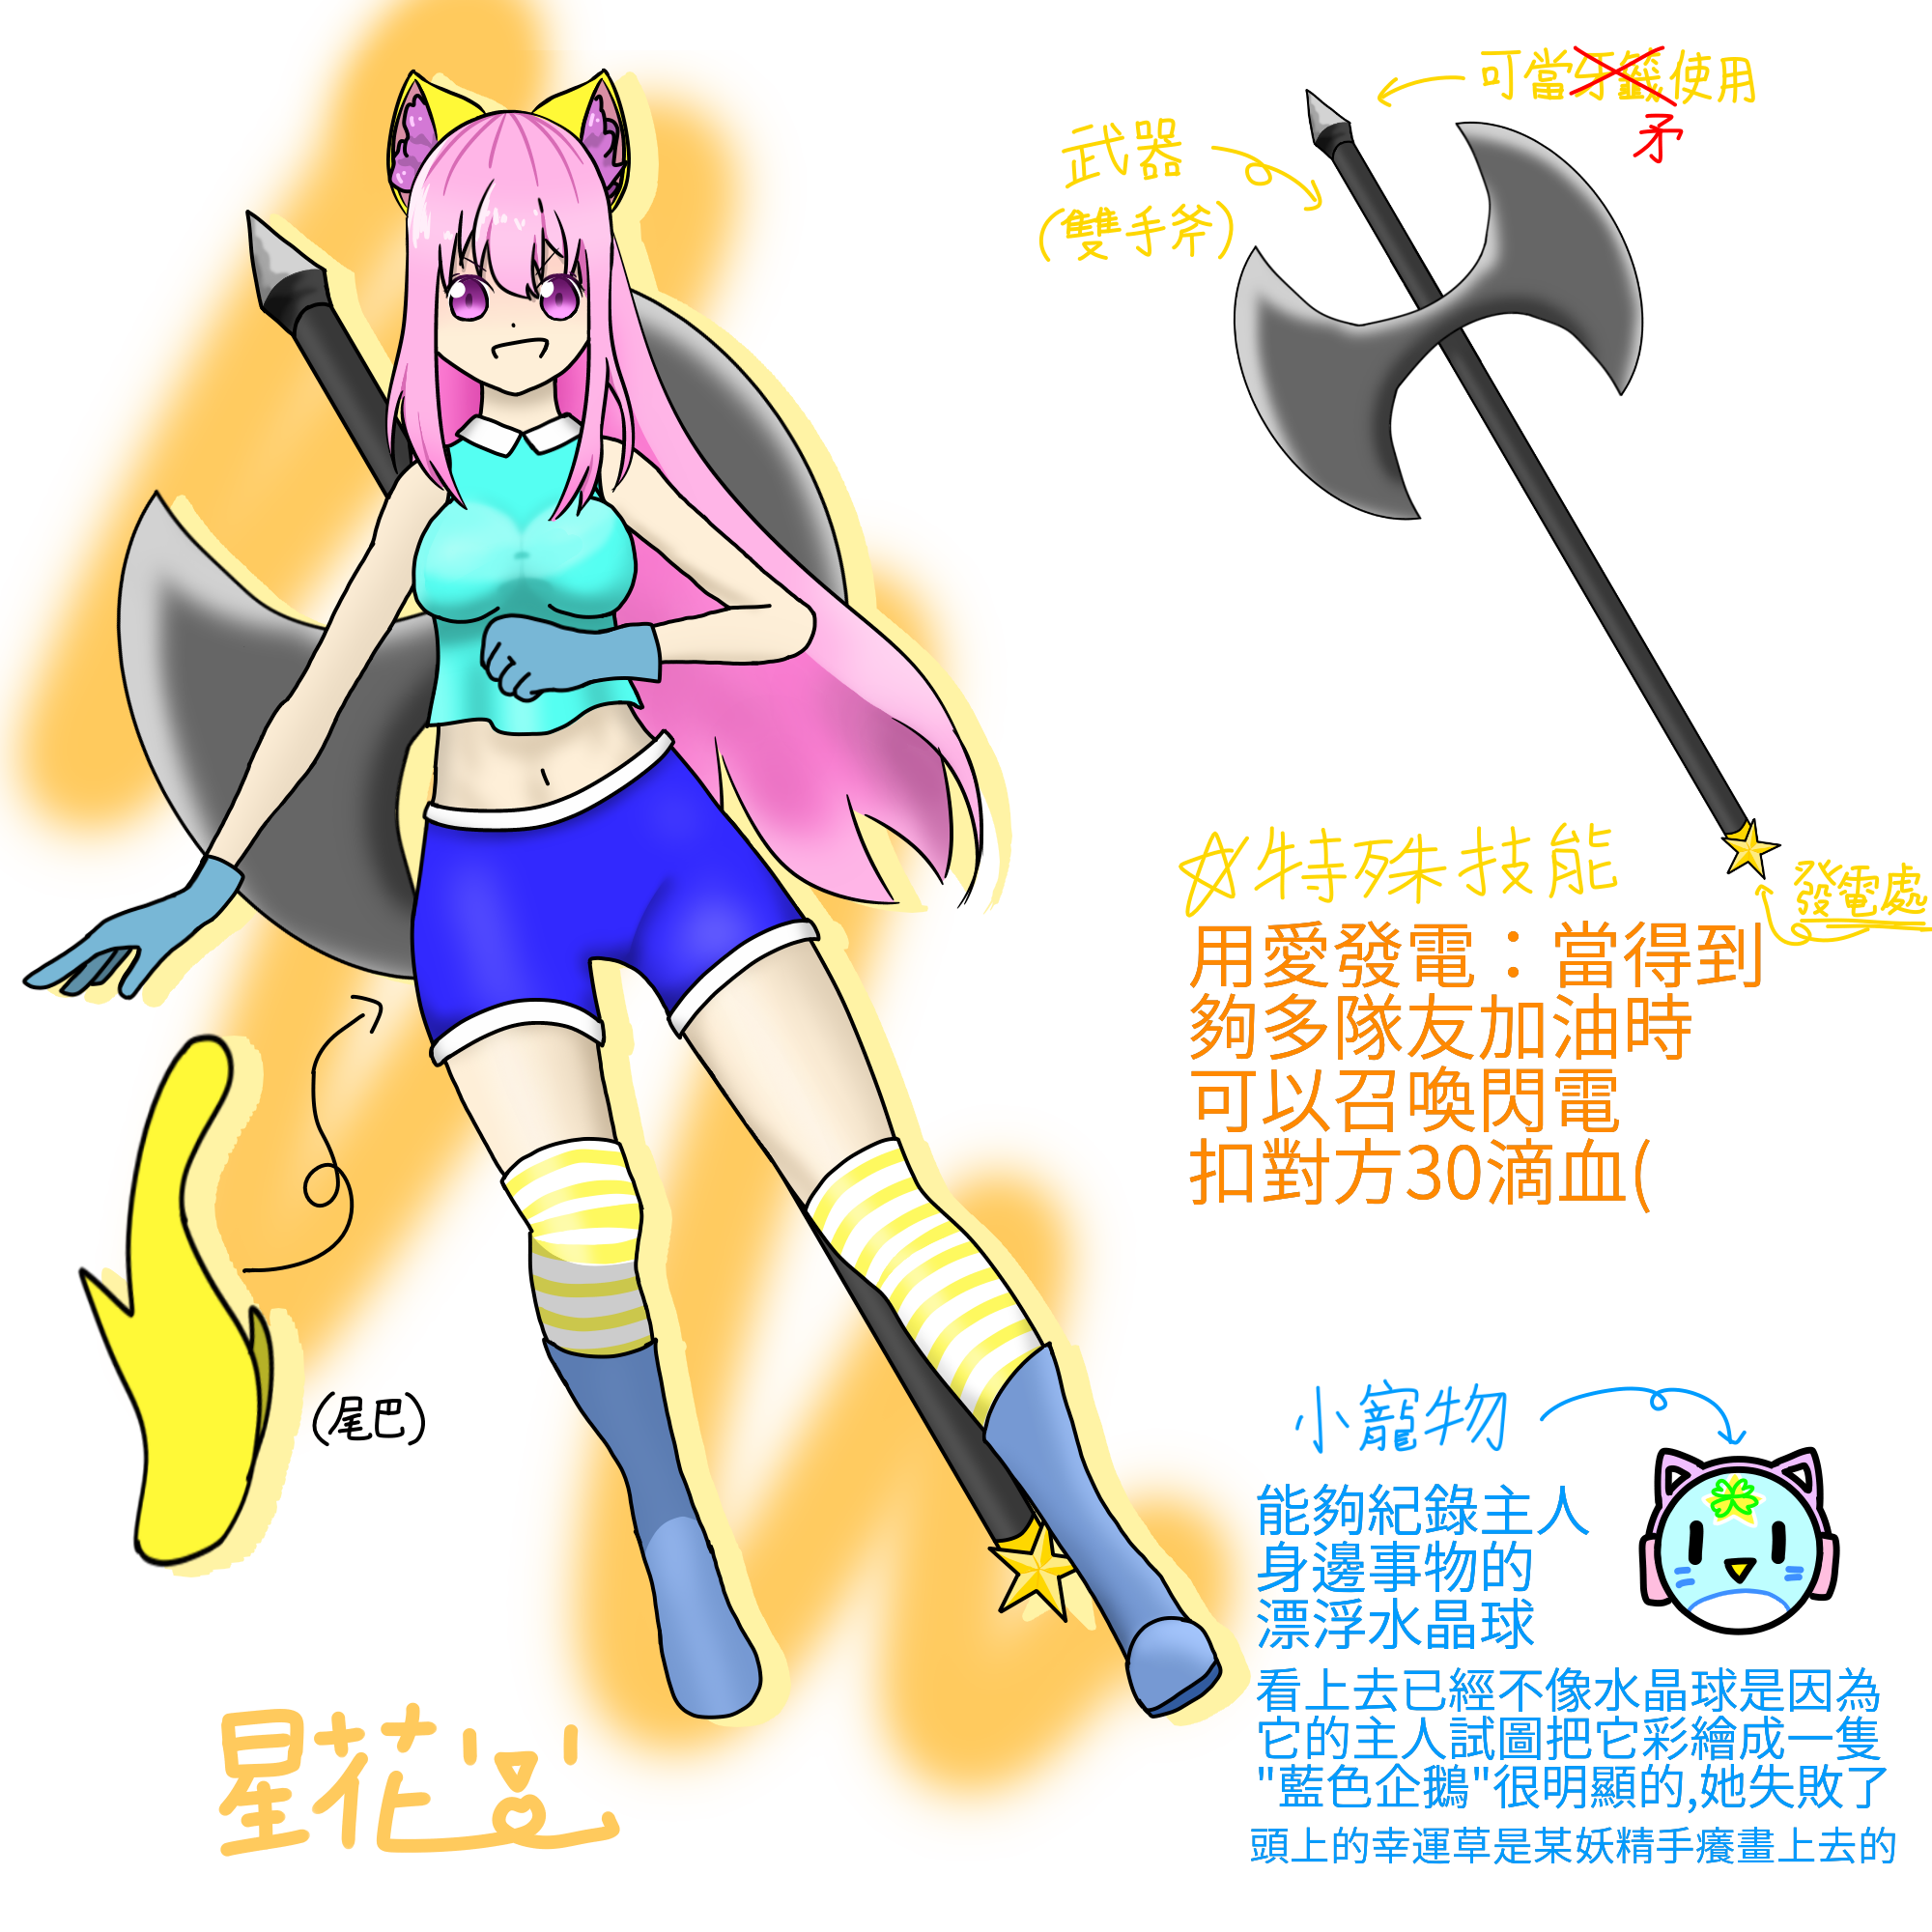 可當牙籤使用
矛
武器
(雙手斧)
特殊技能
發電處
用愛發電：當得到
夠多隊友加油時
可以召喚閃電
扣對方30滴血(
(尾巴)
小寵物
能夠紀錄主人
身邊事物的
漂浮水晶球
看上去已經不像水晶球是因為
它的主人試圖把它彩繪成一隻
"藍色企鵝"很明顯的,她失敗了
頭上的幸運草是某妖精手癢畫上去的
星花